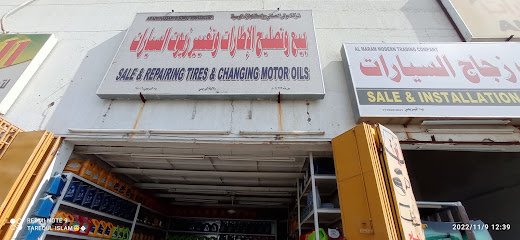 بيع وتصليح الإطارات وتغيير زيوت السيارات
SALE & REPAIRING TIRES & CHANGING MOTOR OILS
AL MARAM MODERN TRADING COMPANY
زجاج السيارات
SALE & INSTALLATION
REDMI NOTE 9
TAREQUL ISLAM
2022/11/9 12:39